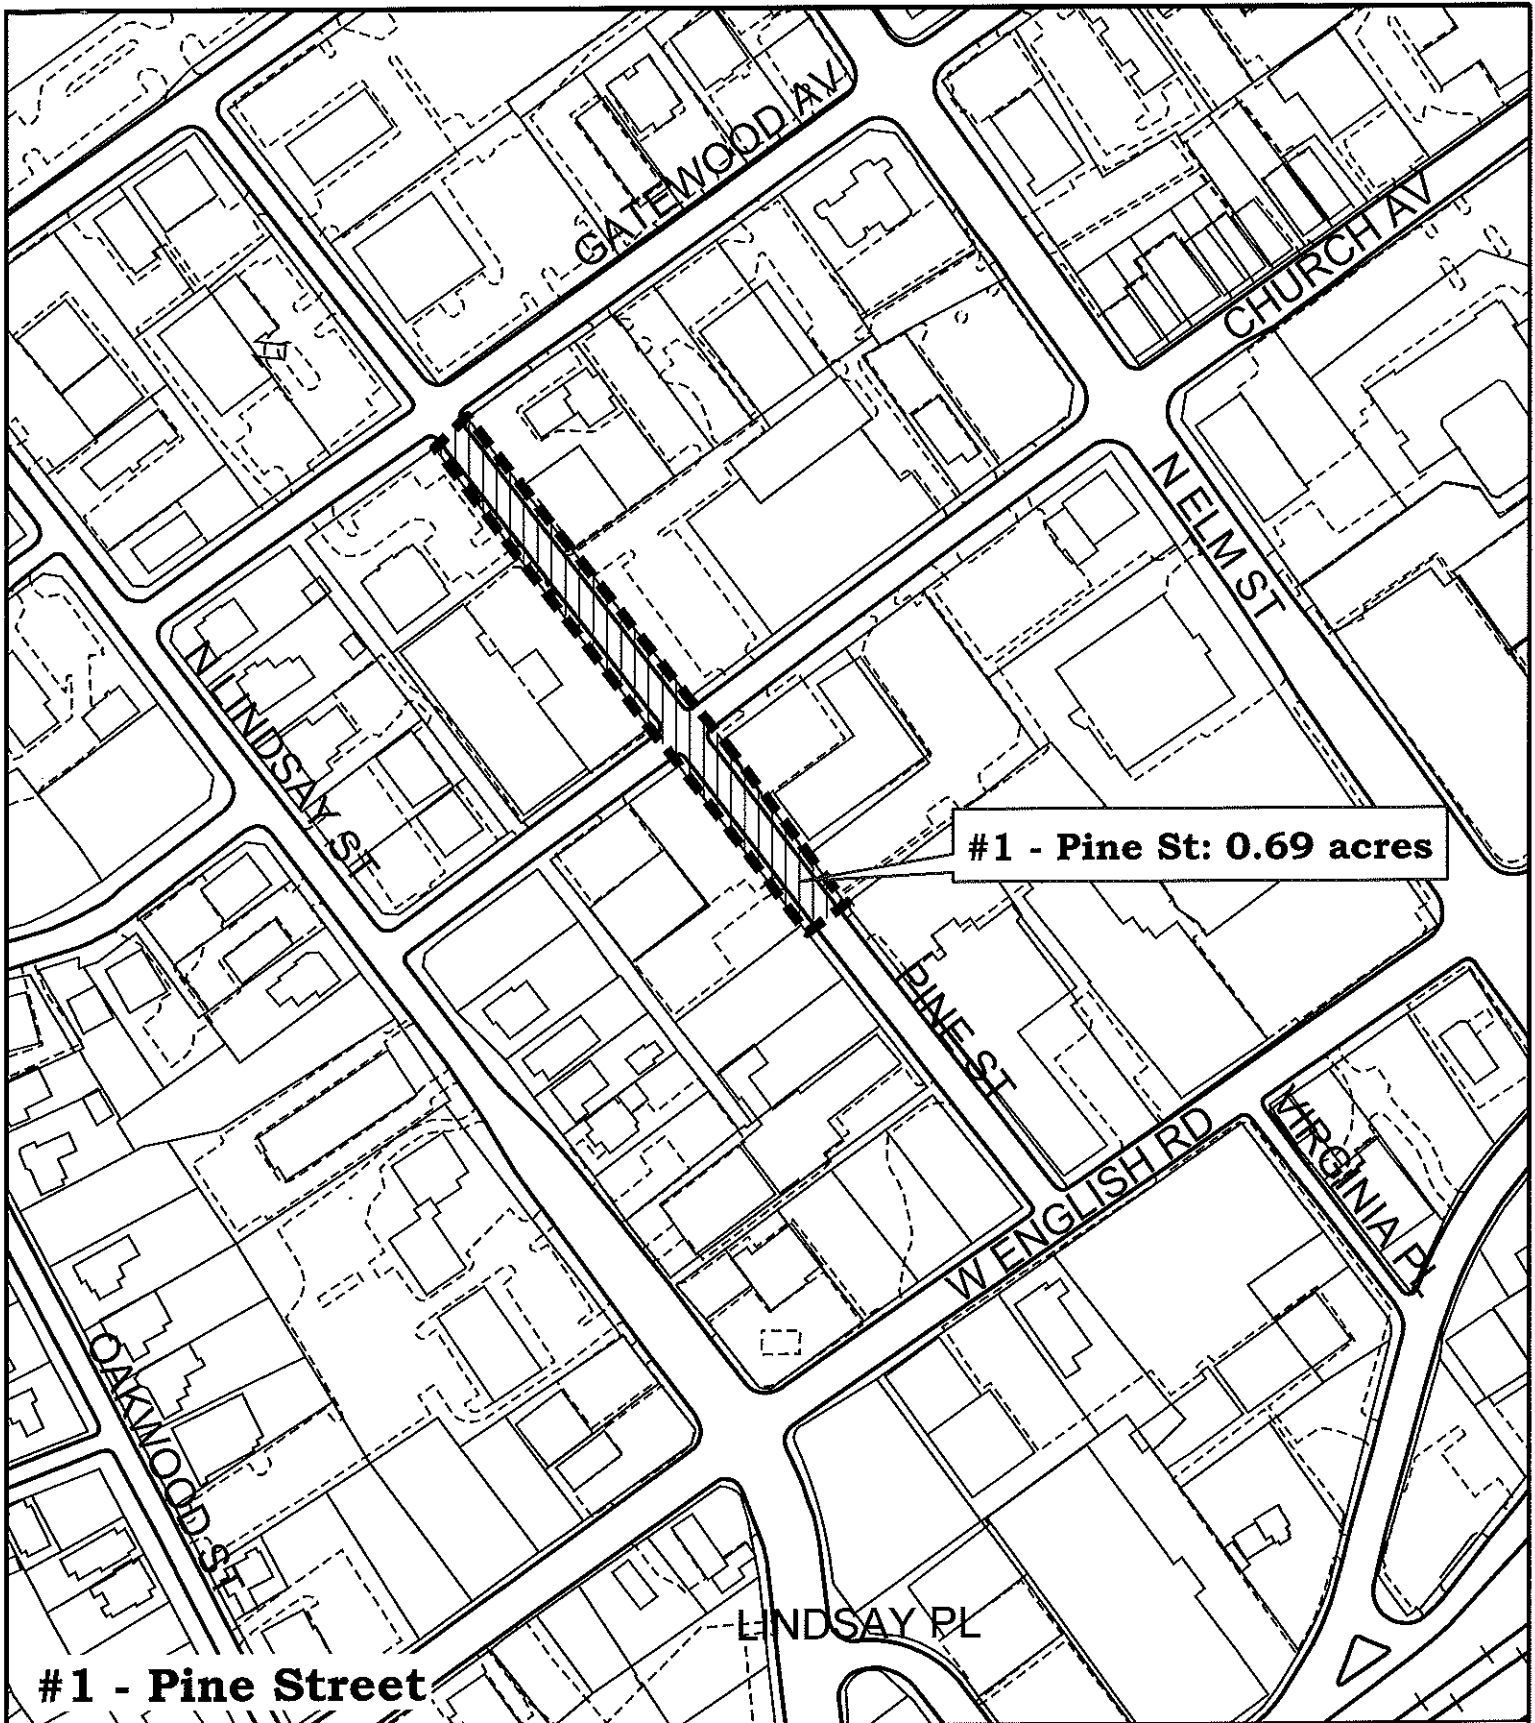 GATEWOOD AV
CHURCH AV
N ELM ST
N LINDSAY ST
#1 - Pine St: 0.69 acres
PINE ST
W ENGLISH RD
VIRGINIA PL
OAKWOOD ST
LINDSAY PL
#1 - Pine Street